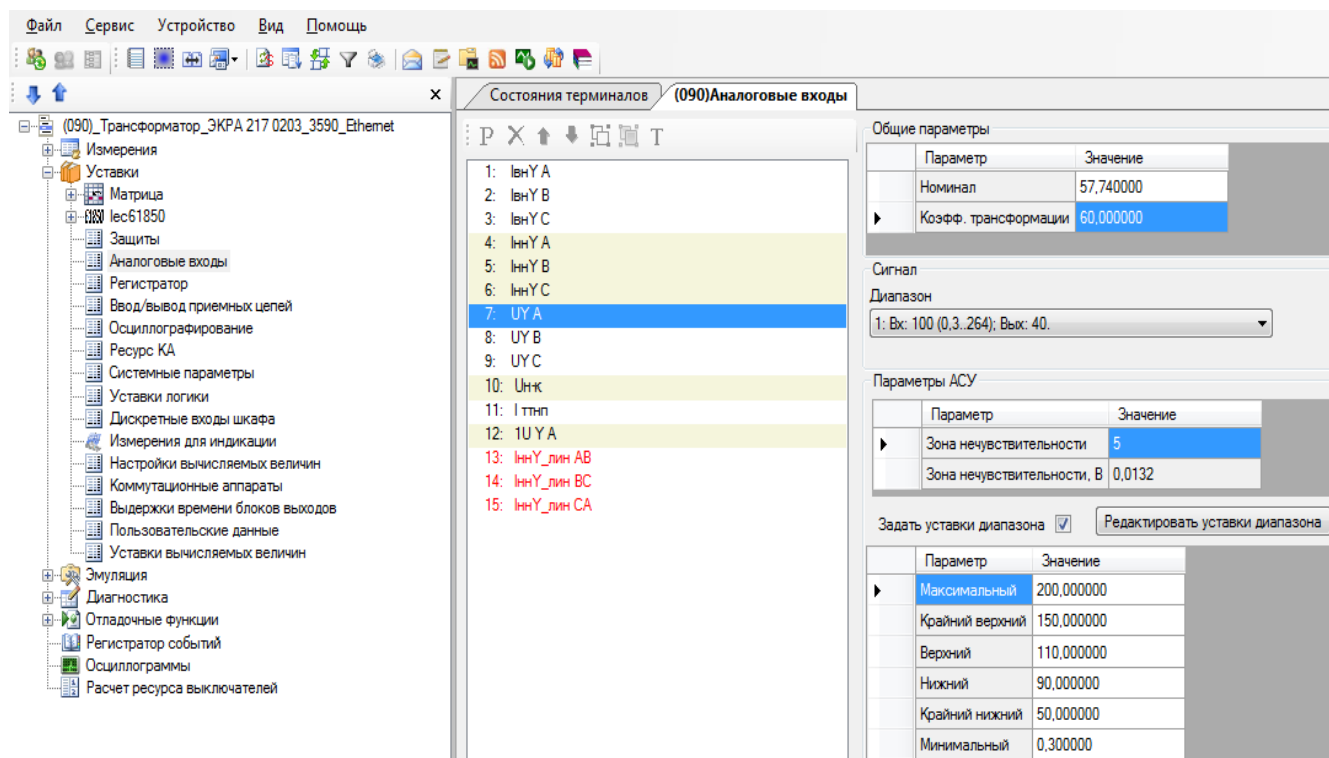 Файл Сервис Устройство Вид Помощь
Состояния терминалов (090)Аналоговые входы
(090)_Трансформатор_ЭКРА 217 0203_3590_Ethernet
Измерения
Уставки
Матрица
Iec61850
Защиты
Аналоговые входы
Регистратор
Ввод/вывод приемных цепей
Осциллографирование
Ресурс КА
Системные параметры
Уставки логики
Дискретные входы шкафа
Измерения для индикации
Настройки вычисляемых величин
Коммутационные аппараты
Выдержки времени блоков выходов
Пользовательские данные
Уставки вычисляемых величин
Эмуляция
Диагностика
Отладочные функции
Регистратор событий
Осциллограммы
Расчет ресурса выключателей
P T
1: IвнY A
2: IвнY B
3: IвнY C
4: IннY A
5: IннY B
6: IннY C
7: UY A
8: UY B
9: UY C
10: Uн-к
11: I ттнп
12: 1U Y A
13: IннY_лин AB
14: IннY_лин BC
15: IннY_лин CA
Общие параметры
Параметр Значение
Номинал 57,740000
Коэфф. трансформации 60,000000
Сигнал
Диапазон
1: Вх: 100 (0,3..264); Вых: 40.
Параметры АСУ
Параметр Значение
Зона нечувствительности 5
Зона нечувствительности, В 0,0132
Задать уставки диапазона Редактировать уставки диапазона
Параметр Значение
Максимальный 200,000000
Крайний верхний 150,000000
Верхний 110,000000
Нижний 90,000000
Крайний нижний 50,000000
Минимальный 0,300000